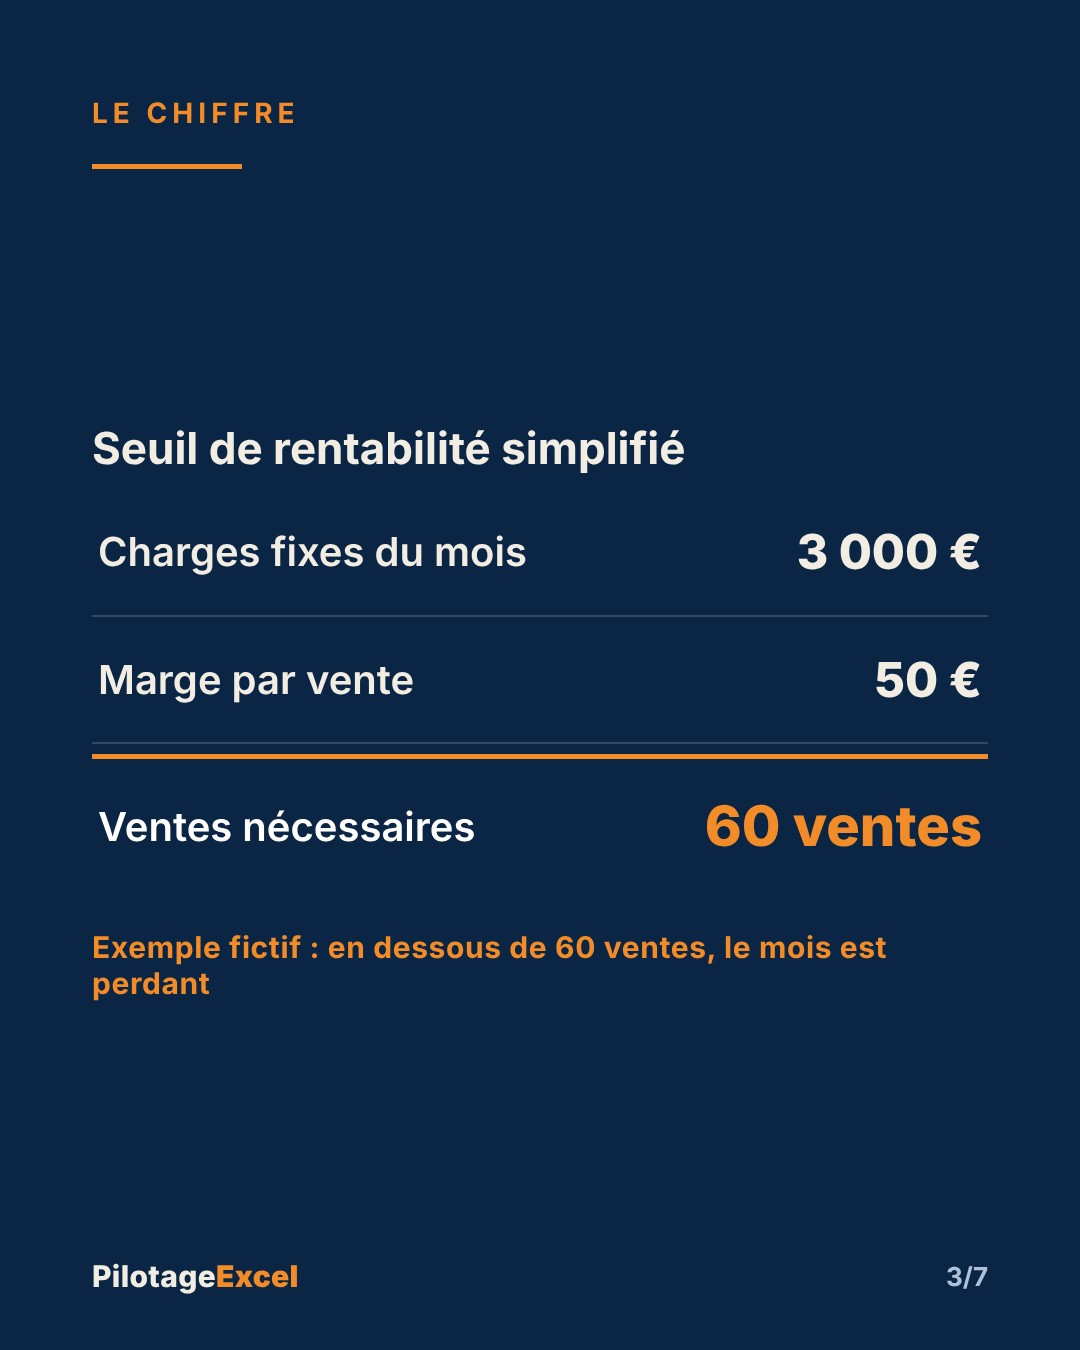 LE CHIFFRE
Seuil de rentabilité simplifié
Charges fixes du mois 3 000 €
Marge par vente 50 €
Ventes nécessaires 60 ventes
Exemple fictif : en dessous de 60 ventes, le mois est
perdant
PilotageExcel 3/7